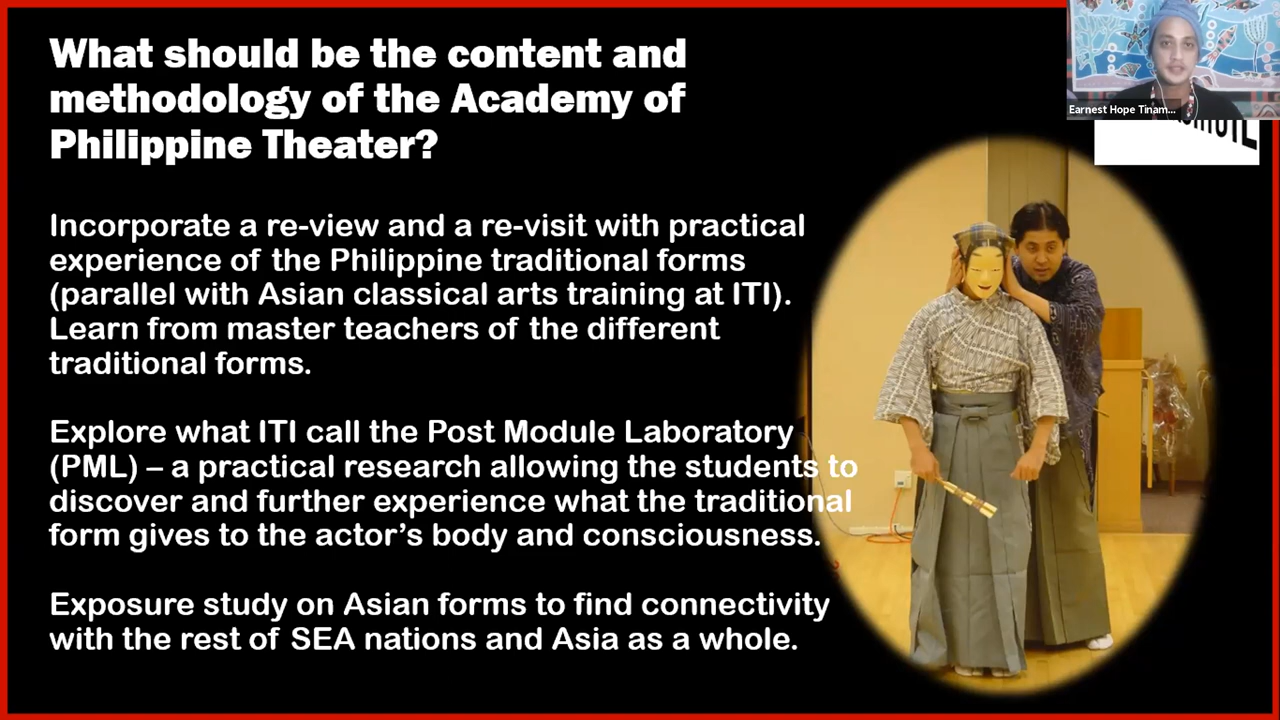 What should be the content and
methodology of the Academy of
Philippine Theater?
Earnest Hope Tinam...
Incorporate a re-view and a re-visit with practical
experience of the Philippine traditional forms
(parallel with Asian classical arts training at ITI).
Learn from master teachers of the different
traditional forms.
Explore what ITI call the Post Module Laboratory
(PML) – a practical research allowing the students to
discover and further experience what the traditional
form gives to the actor's body and consciousness.
Exposure study on Asian forms to find connectivity
with the rest of SEA nations and Asia as a whole.